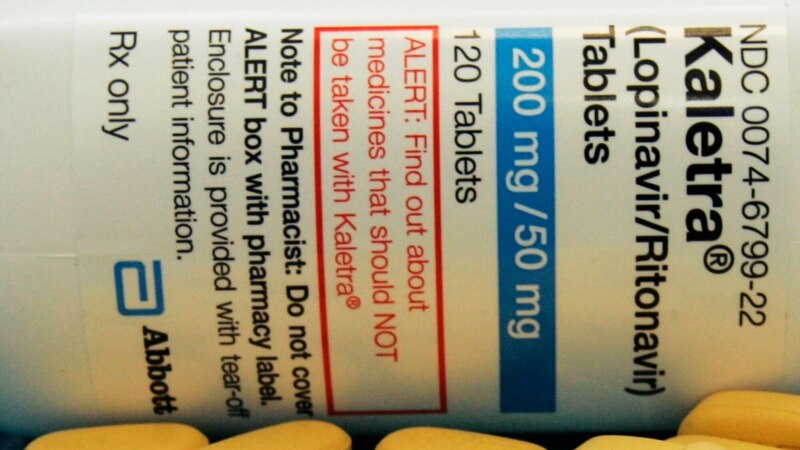 NDC 0074-6799-22
Kaletra®
(Lopinavir/Ritonavir)
Tablets
200 mg / 50 mg
120 Tablets
ALERT: Find out about
medicines that should NOT
be taken with Kaletra®
Note to Pharmacist: Do not cover
ALERT box with pharmacy label.
Enclosure is provided with tear-off
patient information.
Rx only
Abbott